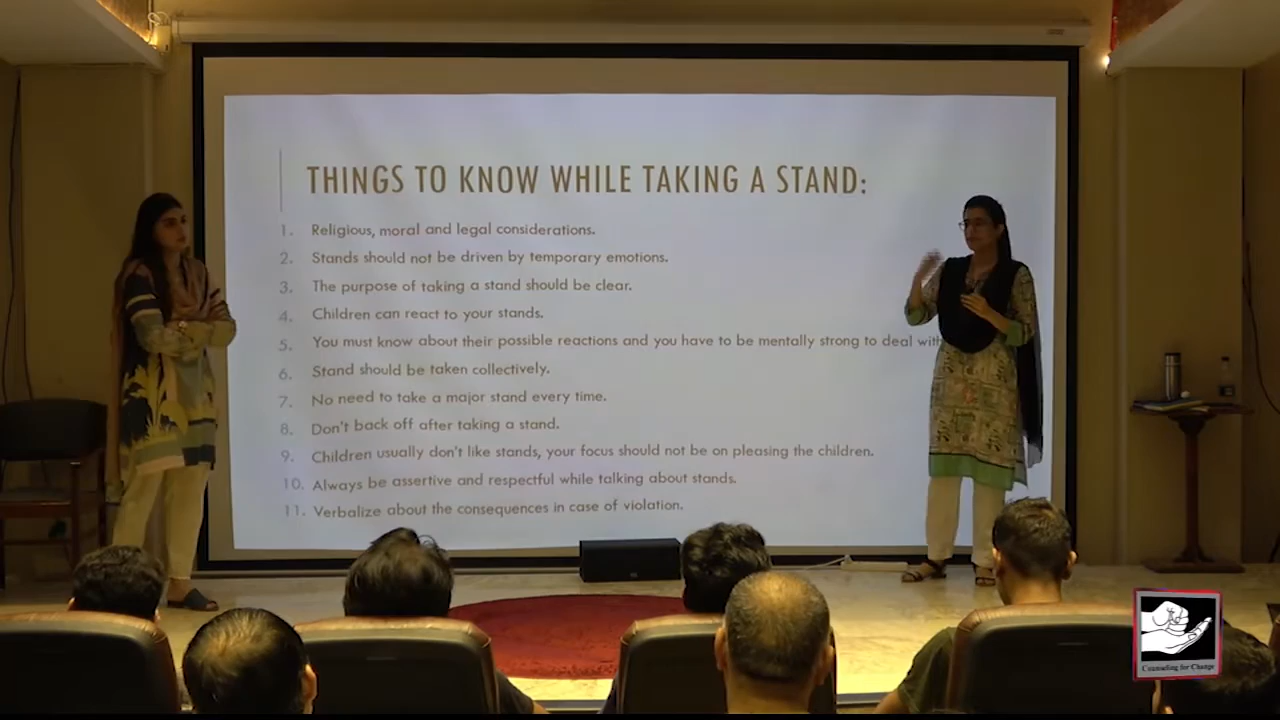 THINGS TO KNOW WHILE TAKING A STAND:
1. Religious, moral and legal considerations.
2. Stands should not be driven by temporary emotions.
3. The purpose of taking a stand should be clear.
4. Children can react to your stands.
5. You must know about their possible reactions and you have to be mentally strong to deal with
6. Stand should be taken collectively.
7. No need to take a major stand every time.
8. Don't back off after taking a stand.
9. Children usually don't like stands, your focus should not be on pleasing the children.
10. Always be assertive and respectful while talking about stands.
11. Verbalize about the consequences in case of violation.
Counseling for Change